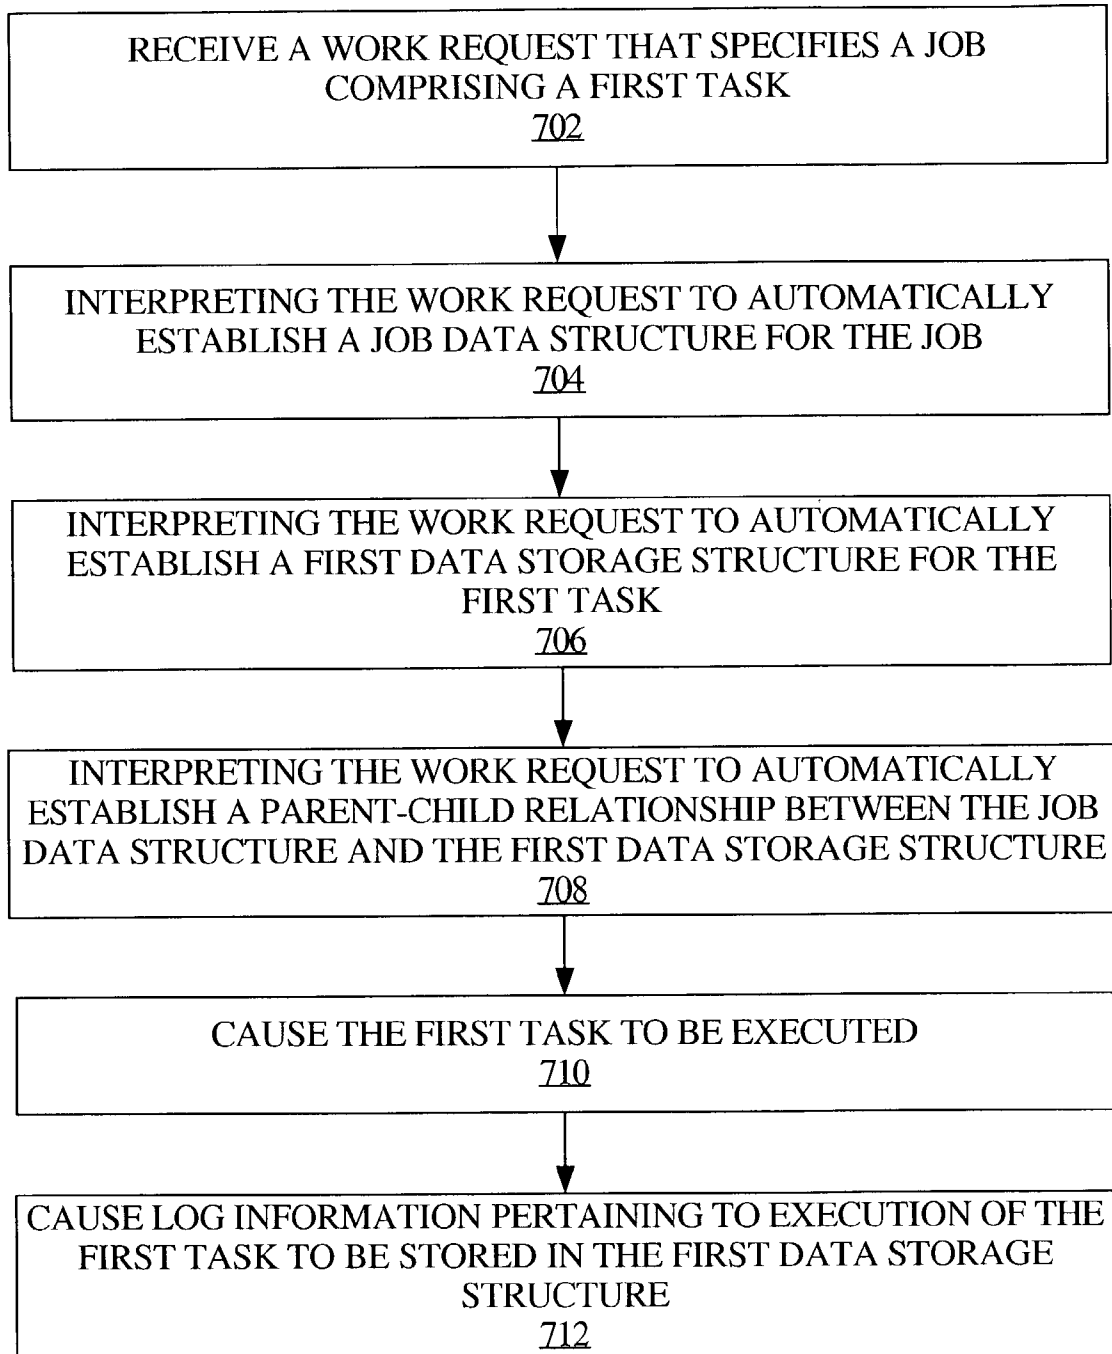 RECEIVE A WORK REQUEST THAT SPECIFIES A JOB
COMPRISING A FIRST TASK
702
INTERPRETING THE WORK REQUEST TO AUTOMATICALLY
ESTABLISH A JOB DATA STRUCTURE FOR THE JOB
704
INTERPRETING THE WORK REQUEST TO AUTOMATICALLY
ESTABLISH A FIRST DATA STORAGE STRUCTURE FOR THE
FIRST TASK
706
INTERPRETING THE WORK REQUEST TO AUTOMATICALLY
ESTABLISH A PARENT-CHILD RELATIONSHIP BETWEEN THE JOB
DATA STRUCTURE AND THE FIRST DATA STORAGE STRUCTURE
708
CAUSE THE FIRST TASK TO BE EXECUTED
710
CAUSE LOG INFORMATION PERTAINING TO EXECUTION OF THE
FIRST TASK TO BE STORED IN THE FIRST DATA STORAGE
STRUCTURE
712